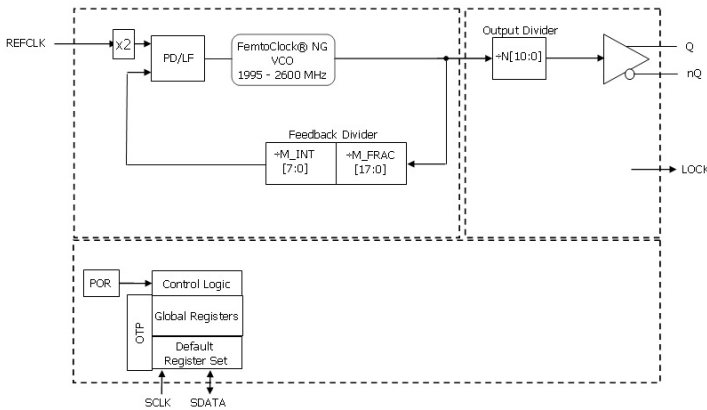 REFCLK
x2
PD/LF
FemtoClock® NG
VCO
1995 - 2600 MHz
Output Divider
÷N[10:0]
Q
nQ
Feedback Divider
÷M_INT
[7:0]
÷M_FRAC
[17:0]
LOCK
POR
Control Logic
OTP
Global Registers
Default
Register Set
SCLK
SDATA